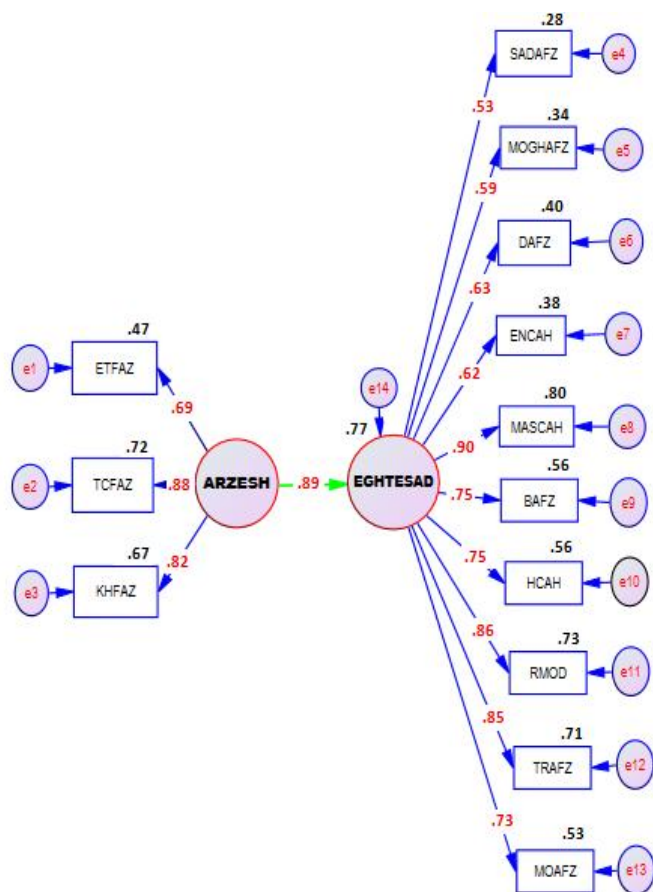 .28
SADAFZ
e4
.53
.34
MOGHAFZ
e5
.59
.40
DAFZ
e6
.63
.38
ENCAH
e7
.62
.47
ETFAZ
e1
.69
e14
.77
.80
MASCAH
e8
.90
.72
TCFAZ
e2
.88
ARZESH
.89
EGHTESAD
.56
BAFZ
e9
.75
.67
KHFAZ
e3
.82
.56
HCAH
e10
.75
.73
RMOD
e11
.86
.71
TRAFZ
e12
.85
.53
MOAFZ
e13
.73